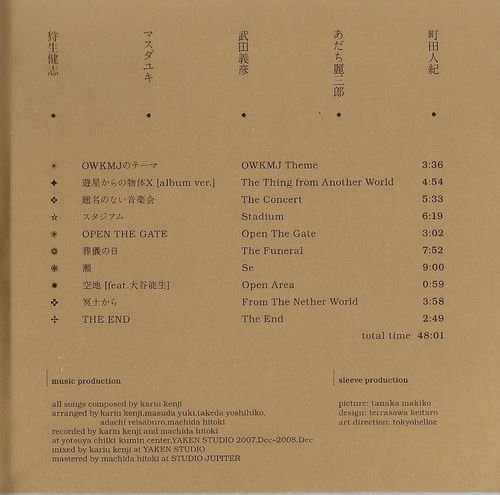 狩生健志
マスダユキ
武田義彦
あだち麗三郎
町田人紀
OWKMJのテーマ OWKMJ Theme 3:36
遊星からの物体X [album ver.] The Thing from Another World 4:54
題名のない音楽会 The Concert 5:33
スタジアム Stadium 6:19
OPEN THE GATE Open The Gate 3:02
葬儀の日 The Funeral 7:52
瀬 Se 9:00
空地 [feat.大谷能生] Open Area 0:59
冥土から From The Nether World 3:58
THE END The End 2:49
total time 48:01
music production
all songs composed by kariu kenji
arranged by kariu kenji,masuda yuki,takeda yoshihiko,
adachi reisaburo,machida hitoki
recorded by kariu kenji and machida hitoki
at yotsuya chiiki kumin center,YAKEN STUDIO 2007.Dec~2008.Dec
mixed by kariu kenji at YAKEN STUDIO
mastered by machida hitoki at STUDIO JUPITER
sleeve production
picture: tanaka makiko
design: terrasawa keitaro
art direction: tokyohelloz